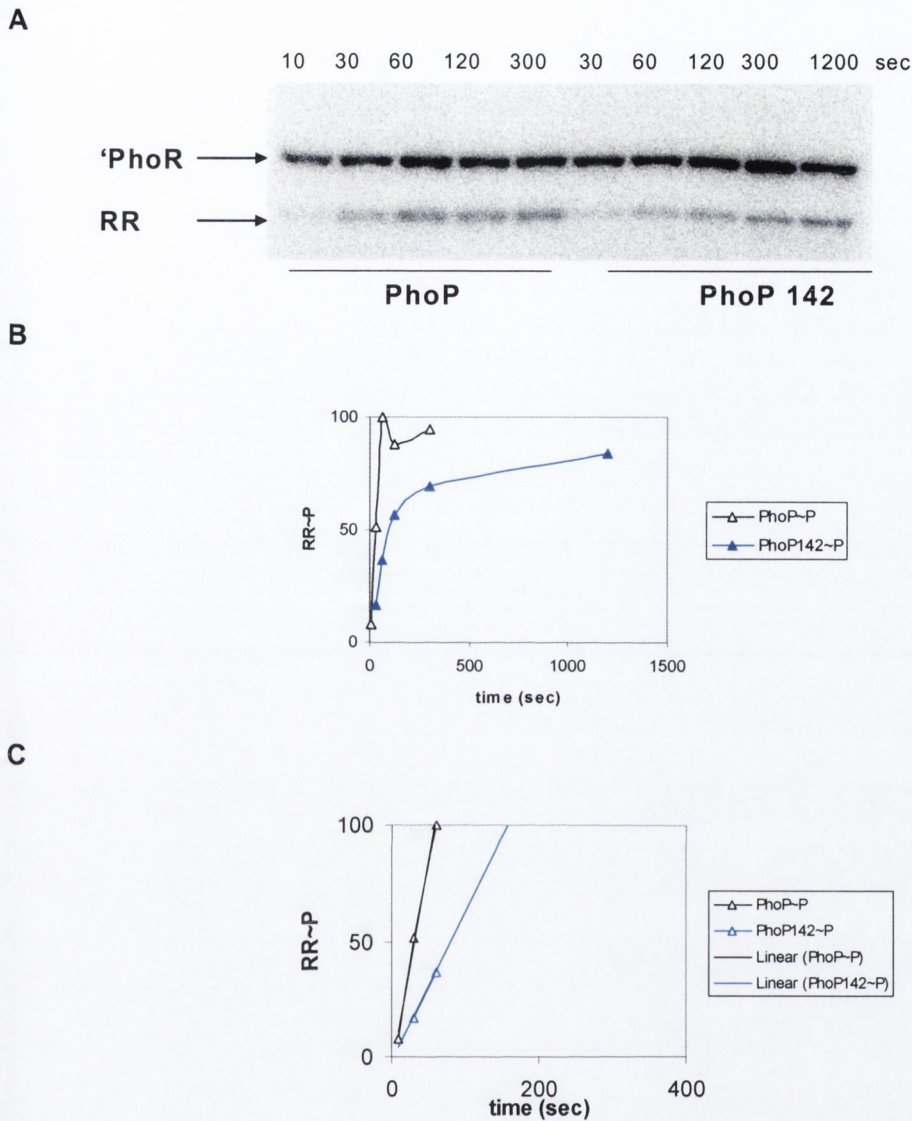 A
10 30 60 120 300 30 60 120 300 1200 sec
‘PhoR
RR
PhoP PhoP 142
B
100
50
0
RR~P
0 500 1000 1500
time (sec)
PhoP~P
PhoP142~P
C
100
50
0
RR~P
0 200 400
time (sec)
PhoP~P
PhoP142~P
Linear (PhoP~P)
Linear (PhoP142~P)